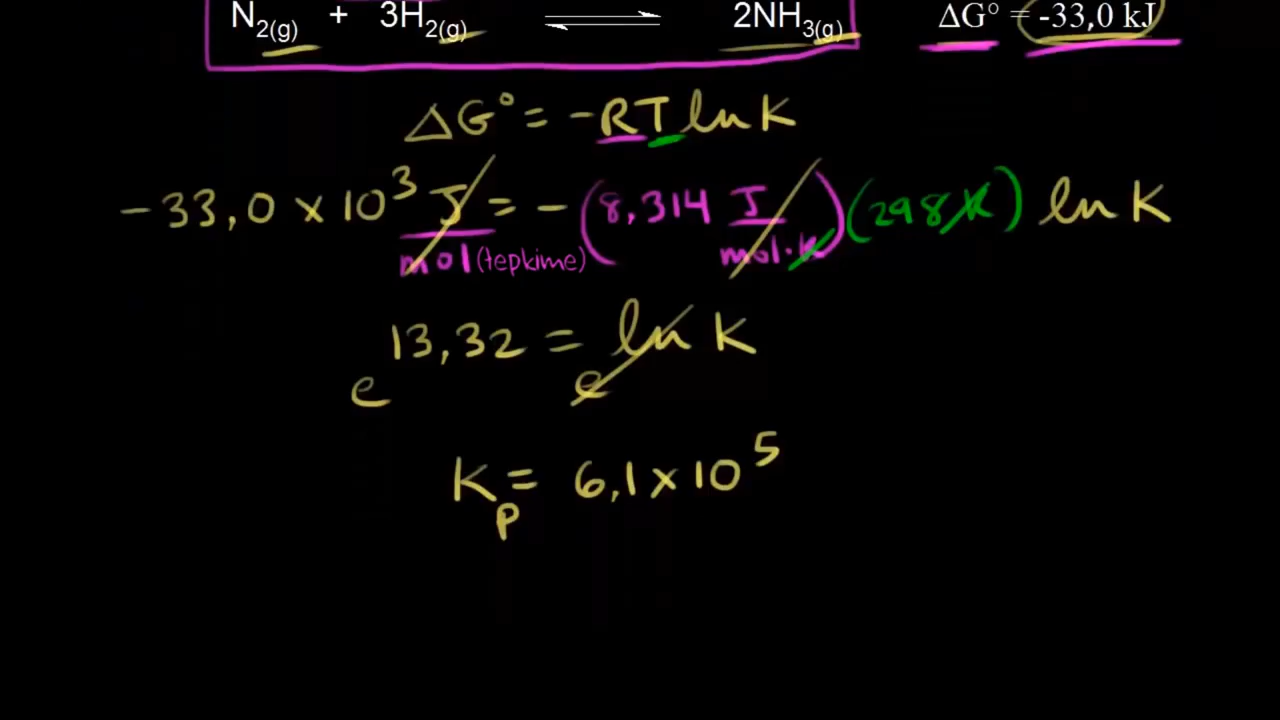 N2(g) + 3H2(g) ⇌ 2NH3(g) ΔG° = -33,0 kJ
ΔG° = -RT ln K
-33,0 x 10³ J/mol (tepkime) = -(8,314 J/mol·K)(298 K) ln K
e^13,32 = e^ln K
Kp = 6,1 x 10⁵